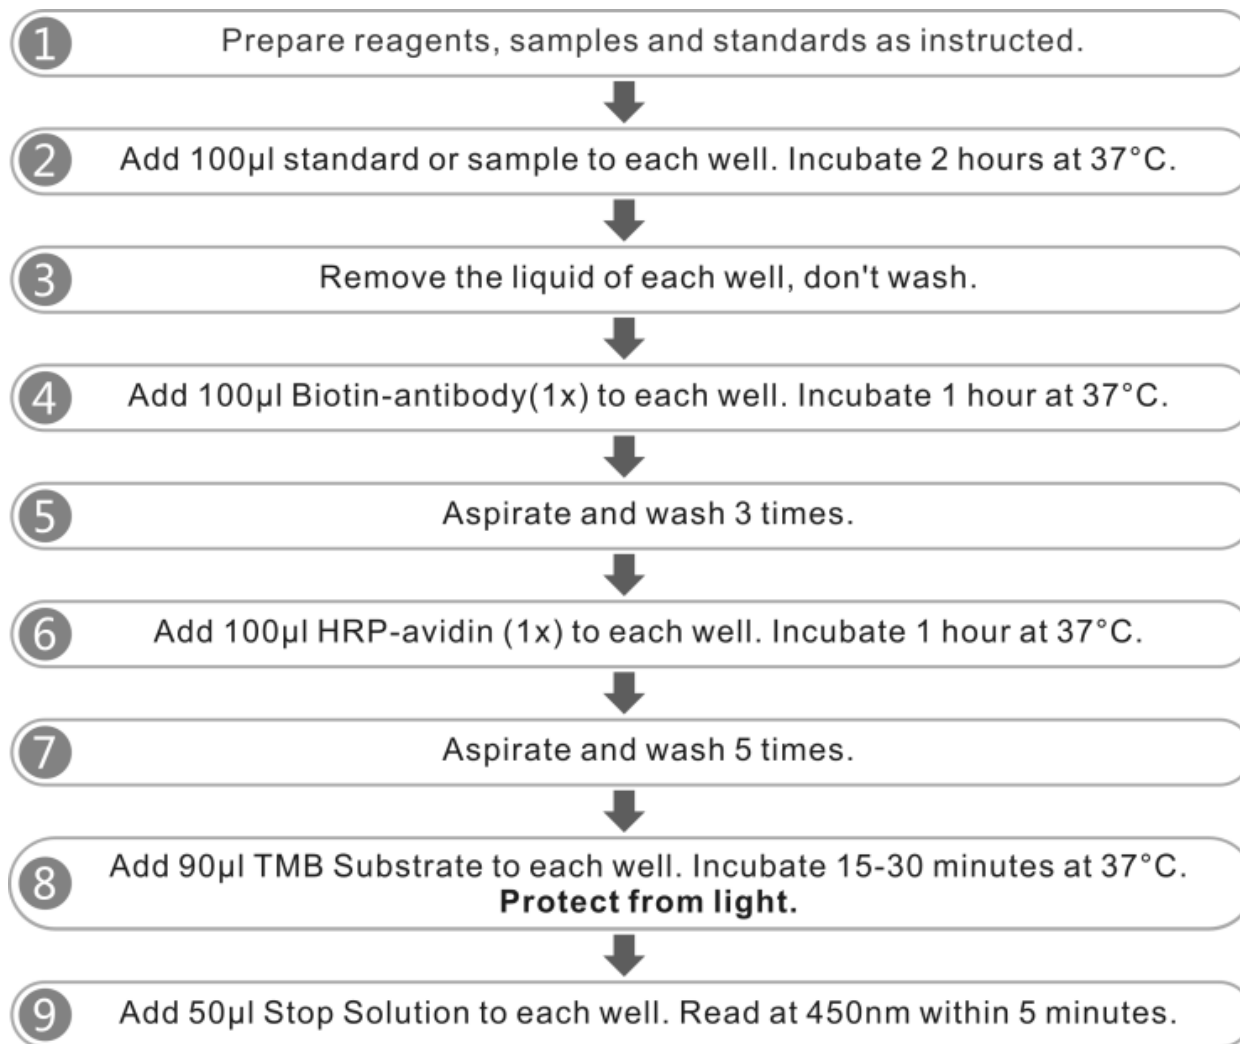 1 Prepare reagents, samples and standards as instructed.
2 Add 100µl standard or sample to each well. Incubate 2 hours at 37°C.
3 Remove the liquid of each well, don't wash.
4 Add 100µl Biotin-antibody(1x) to each well. Incubate 1 hour at 37°C.
5 Aspirate and wash 3 times.
6 Add 100µl HRP-avidin (1x) to each well. Incubate 1 hour at 37°C.
7 Aspirate and wash 5 times.
8 Add 90µl TMB Substrate to each well. Incubate 15-30 minutes at 37°C.
Protect from light.
9 Add 50µl Stop Solution to each well. Read at 450nm within 5 minutes.